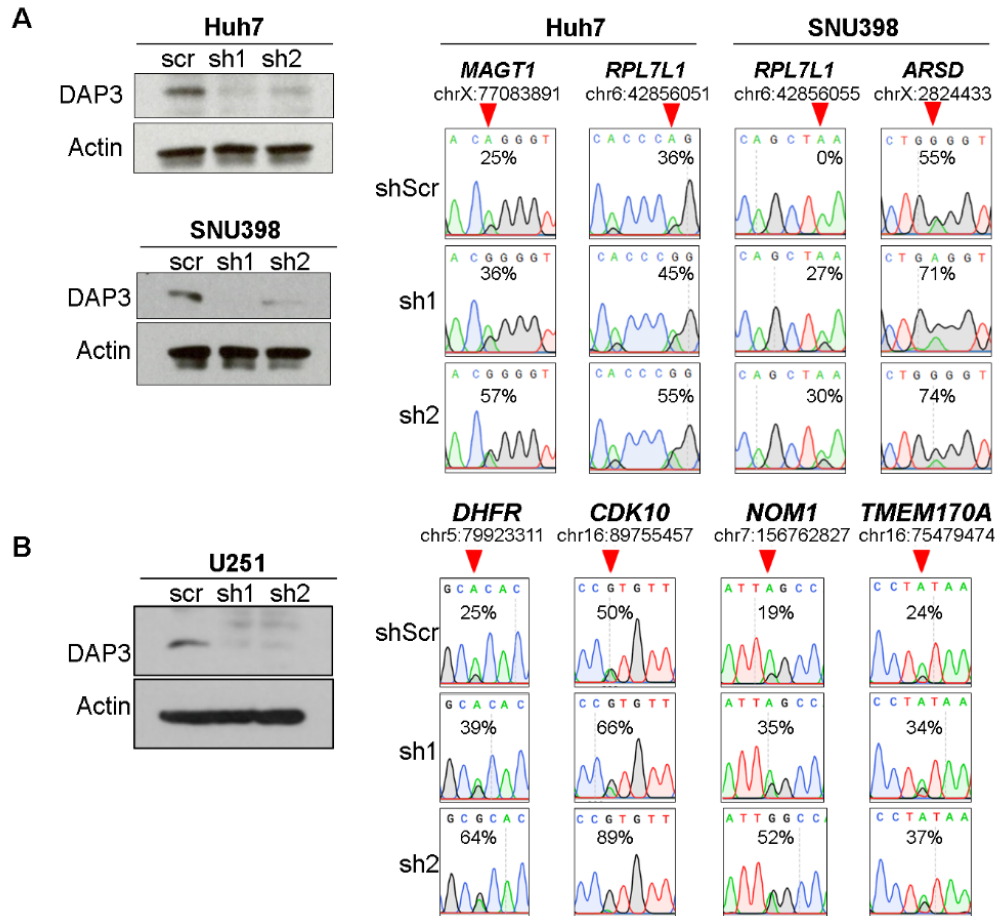 A
Huh7
scr sh1 sh2
DAP3
Actin
SNU398
scr sh1 sh2
DAP3
Actin
Huh7 SNU398
MAGT1 RPL7L1 RPL7L1 ARSD
chrX:77083891 chr6:42856051 chr6:42856055 chrX:2824433
shScr
A C A G G G T C A C C C A G C A G C T A A C T G G G G T
25% 36% 0% 55%
sh1
A C G G G G T C A C C C G G C A G C T A A C T G A G G T
36% 45% 27% 71%
sh2
A C G G G G T C A C C C G G C A G C T A A C T G G G G T
57% 55% 30% 74%
B
U251
scr sh1 sh2
DAP3
Actin
DHFR CDK10 NOM1 TMEM170A
chr5:79923311 chr16:89755457 chr7:156762827 chr16:75479474
shScr
G C A C A C C C G T G T T A T T A G C C C C T A T A A
25% 50% 19% 24%
sh1
G C A C A C C C G T G T T A T T A G C C C C T A T A A
39% 66% 35% 34%
sh2
G C G C A C C C G T G T T A T T G G C C A C C T A T A A
64% 89% 52% 37%